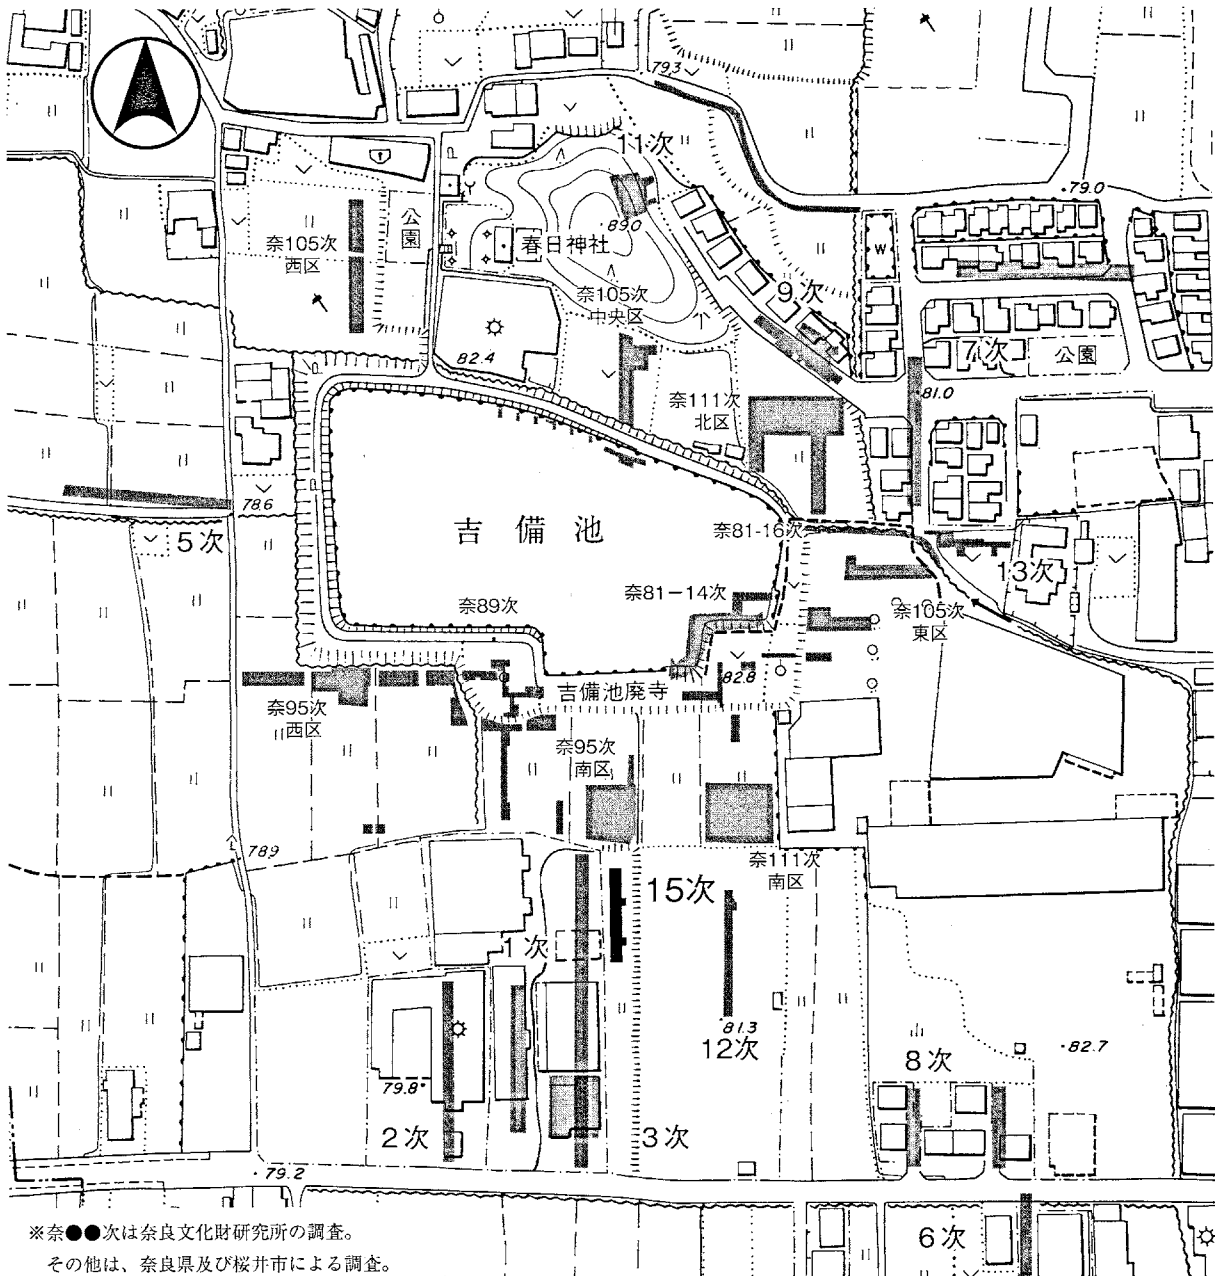 79.3
11次
79.0
公園
奈105次
西区
890
春日神社
奈105次
中央区
9次
W
82.4
7次
公園
81.0
奈111次
北区
78.6
5次
吉備池
奈81-16次
13次
奈81-14次
奈89次
奈105次
東区
82.8
吉備池廃寺
奈95次
西区
奈95次
南区
789
奈111次
南区
15次
1次
81.3
12次
82.7
8次
79.8
2次
3次
79.2
※奈●●次は奈良文化財研究所の調査。
6次
その他は、奈良県及び桜井市による調査。